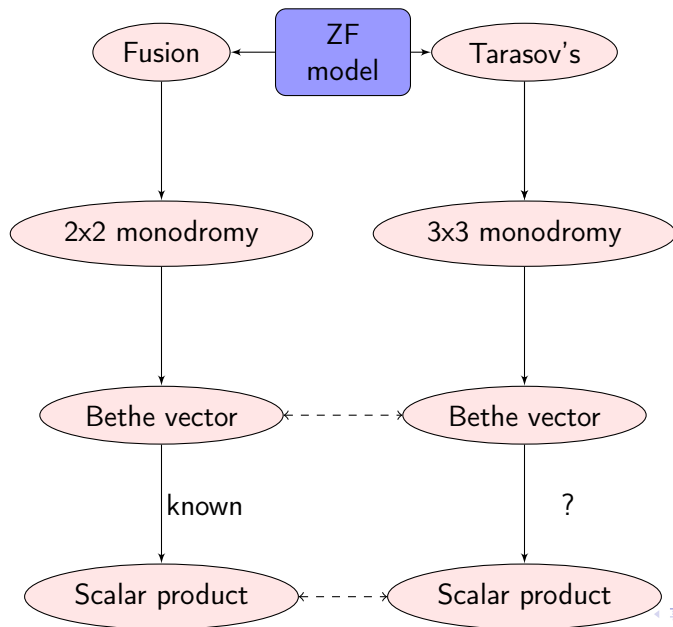 Fusion
ZF
model
Tarasov's
2x2 monodromy
3x3 monodromy
Bethe vector
Bethe vector
known
?
Scalar product
Scalar product